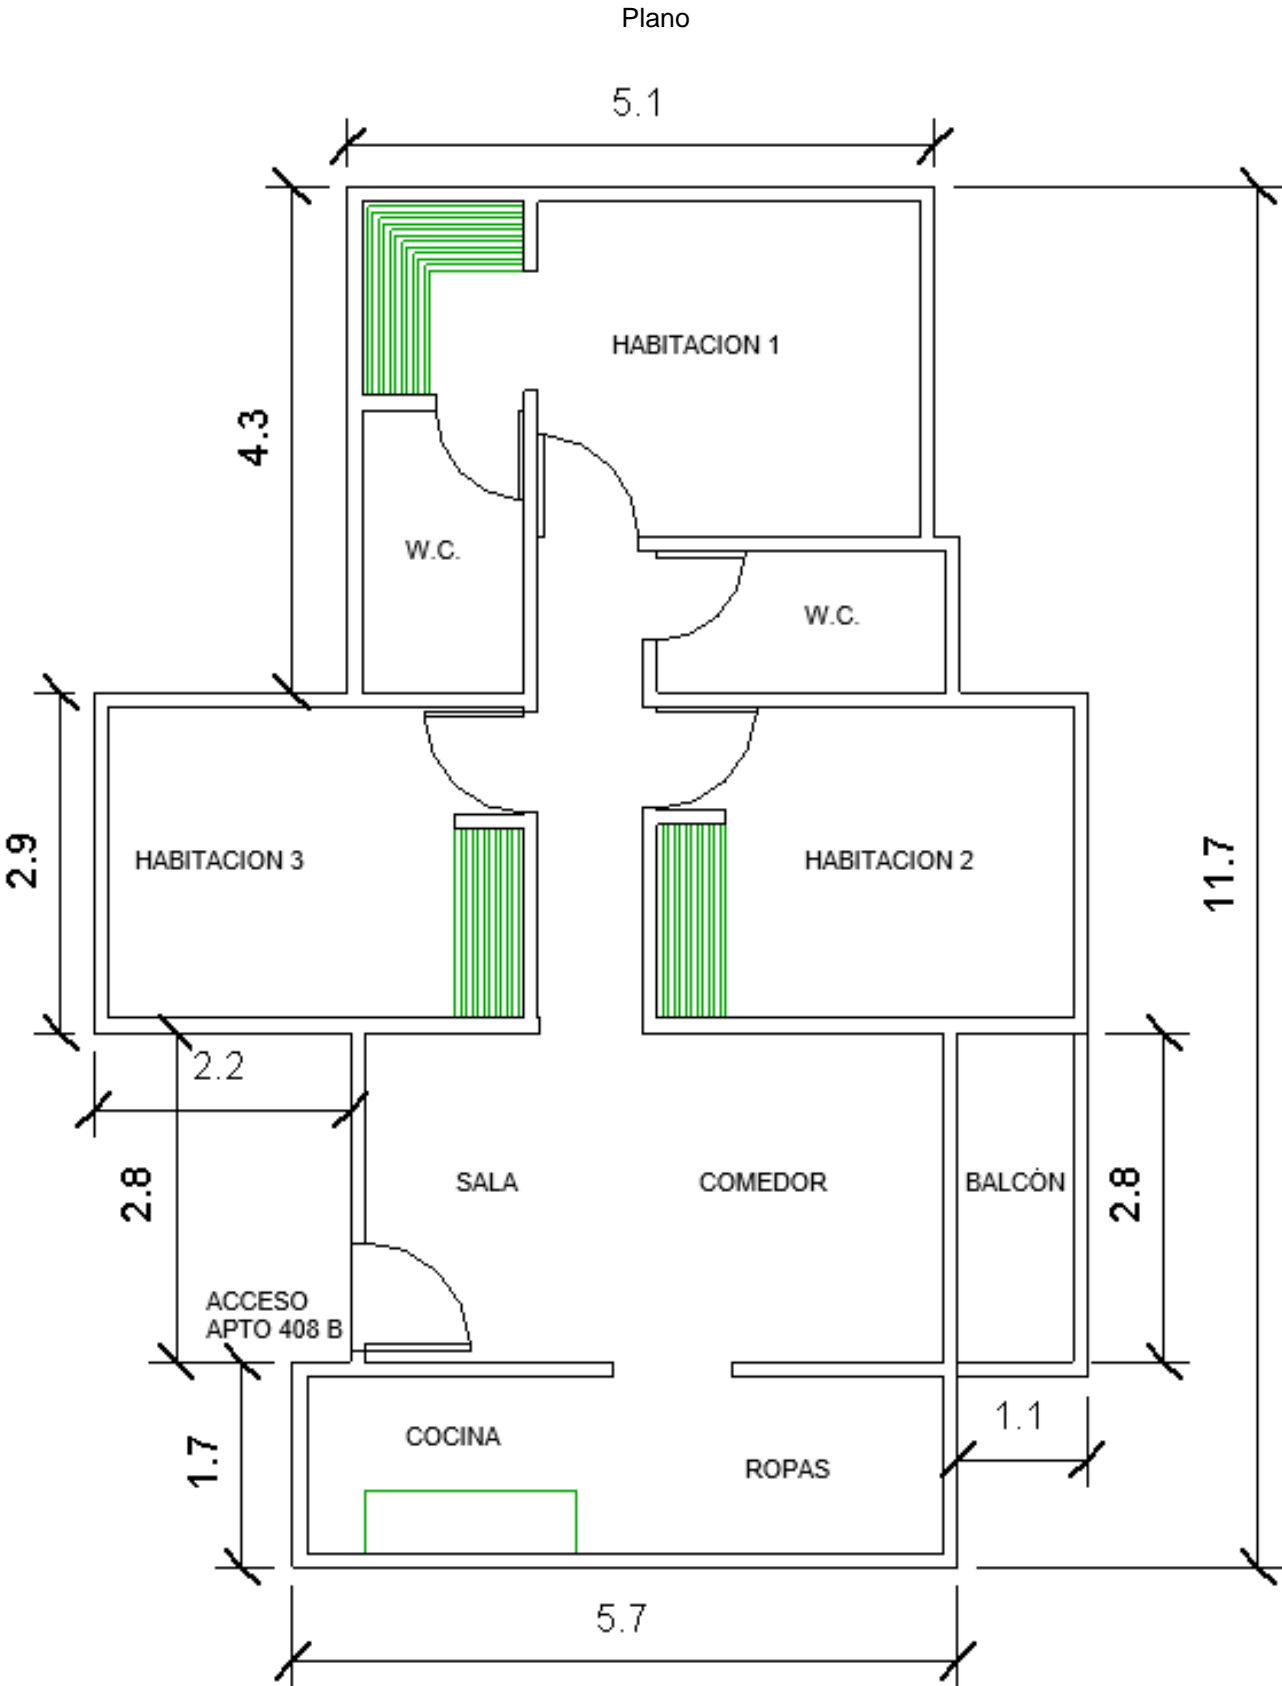 Plano
5.1
HABITACION 1
4.3
W.C.
W.C.
2.9
HABITACION 3
HABITACION 2
11.7
2.2
2.8
SALA
COMEDOR
BALCÓN
2.8
ACCESO
APTO 408 B
1.7
COCINA
ROPAS
1.1
5.7